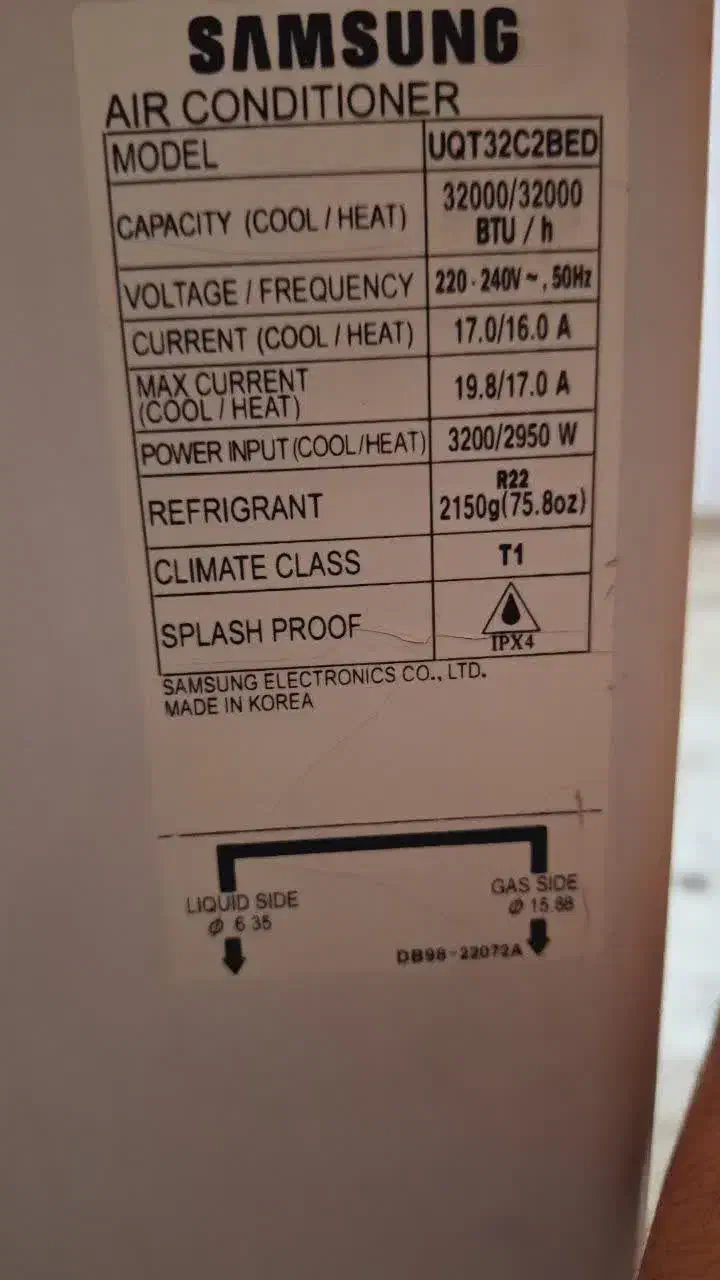 SAMSUNG
AIR CONDITIONER
MODEL UQT32C2BED
CAPACITY (COOL / HEAT) 32000/32000
BTU / h
VOLTAGE / FREQUENCY 220 - 240V ~ , 50Hz
CURRENT (COOL / HEAT) 17.0/16.0 A
MAX CURRENT
(COOL / HEAT) 19.8/17.0 A
POWER INPUT (COOL/HEAT) 3200/2950 W
REFRIGRANT R22
2150g(75.8oz)
CLIMATE CLASS T1
SPLASH PROOF IPX4
SAMSUNG ELECTRONICS CO., LTD.
MADE IN KOREA
LIQUID SIDE
Ø 6 35
GAS SIDE
Ø 15.88
DB98-22072A